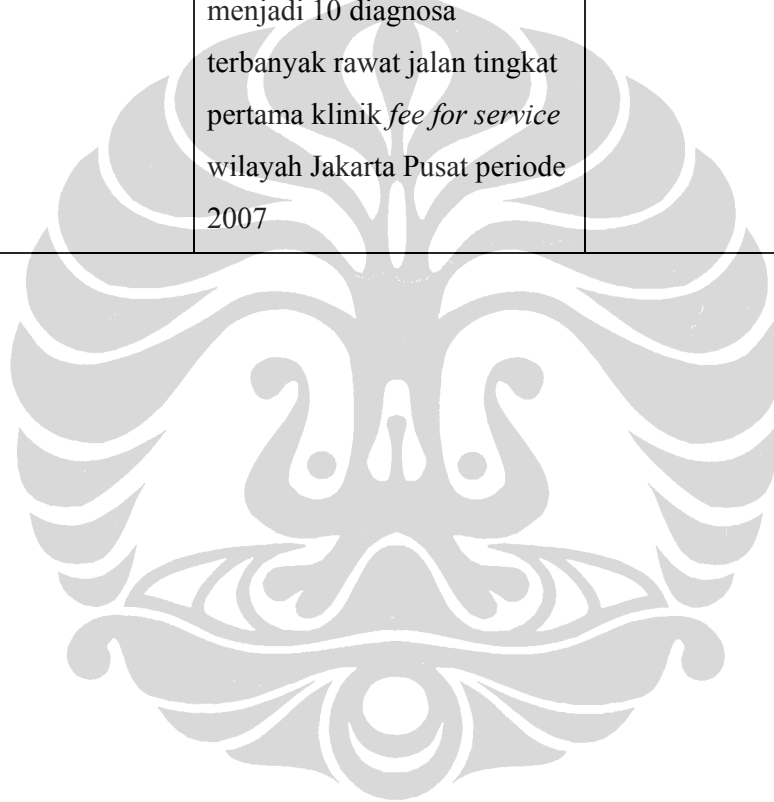 menjadi 10 diagnosa
terbanyak rawat jalan tingkat
pertama klinik fee for service
wilayah Jakarta Pusat periode
2007